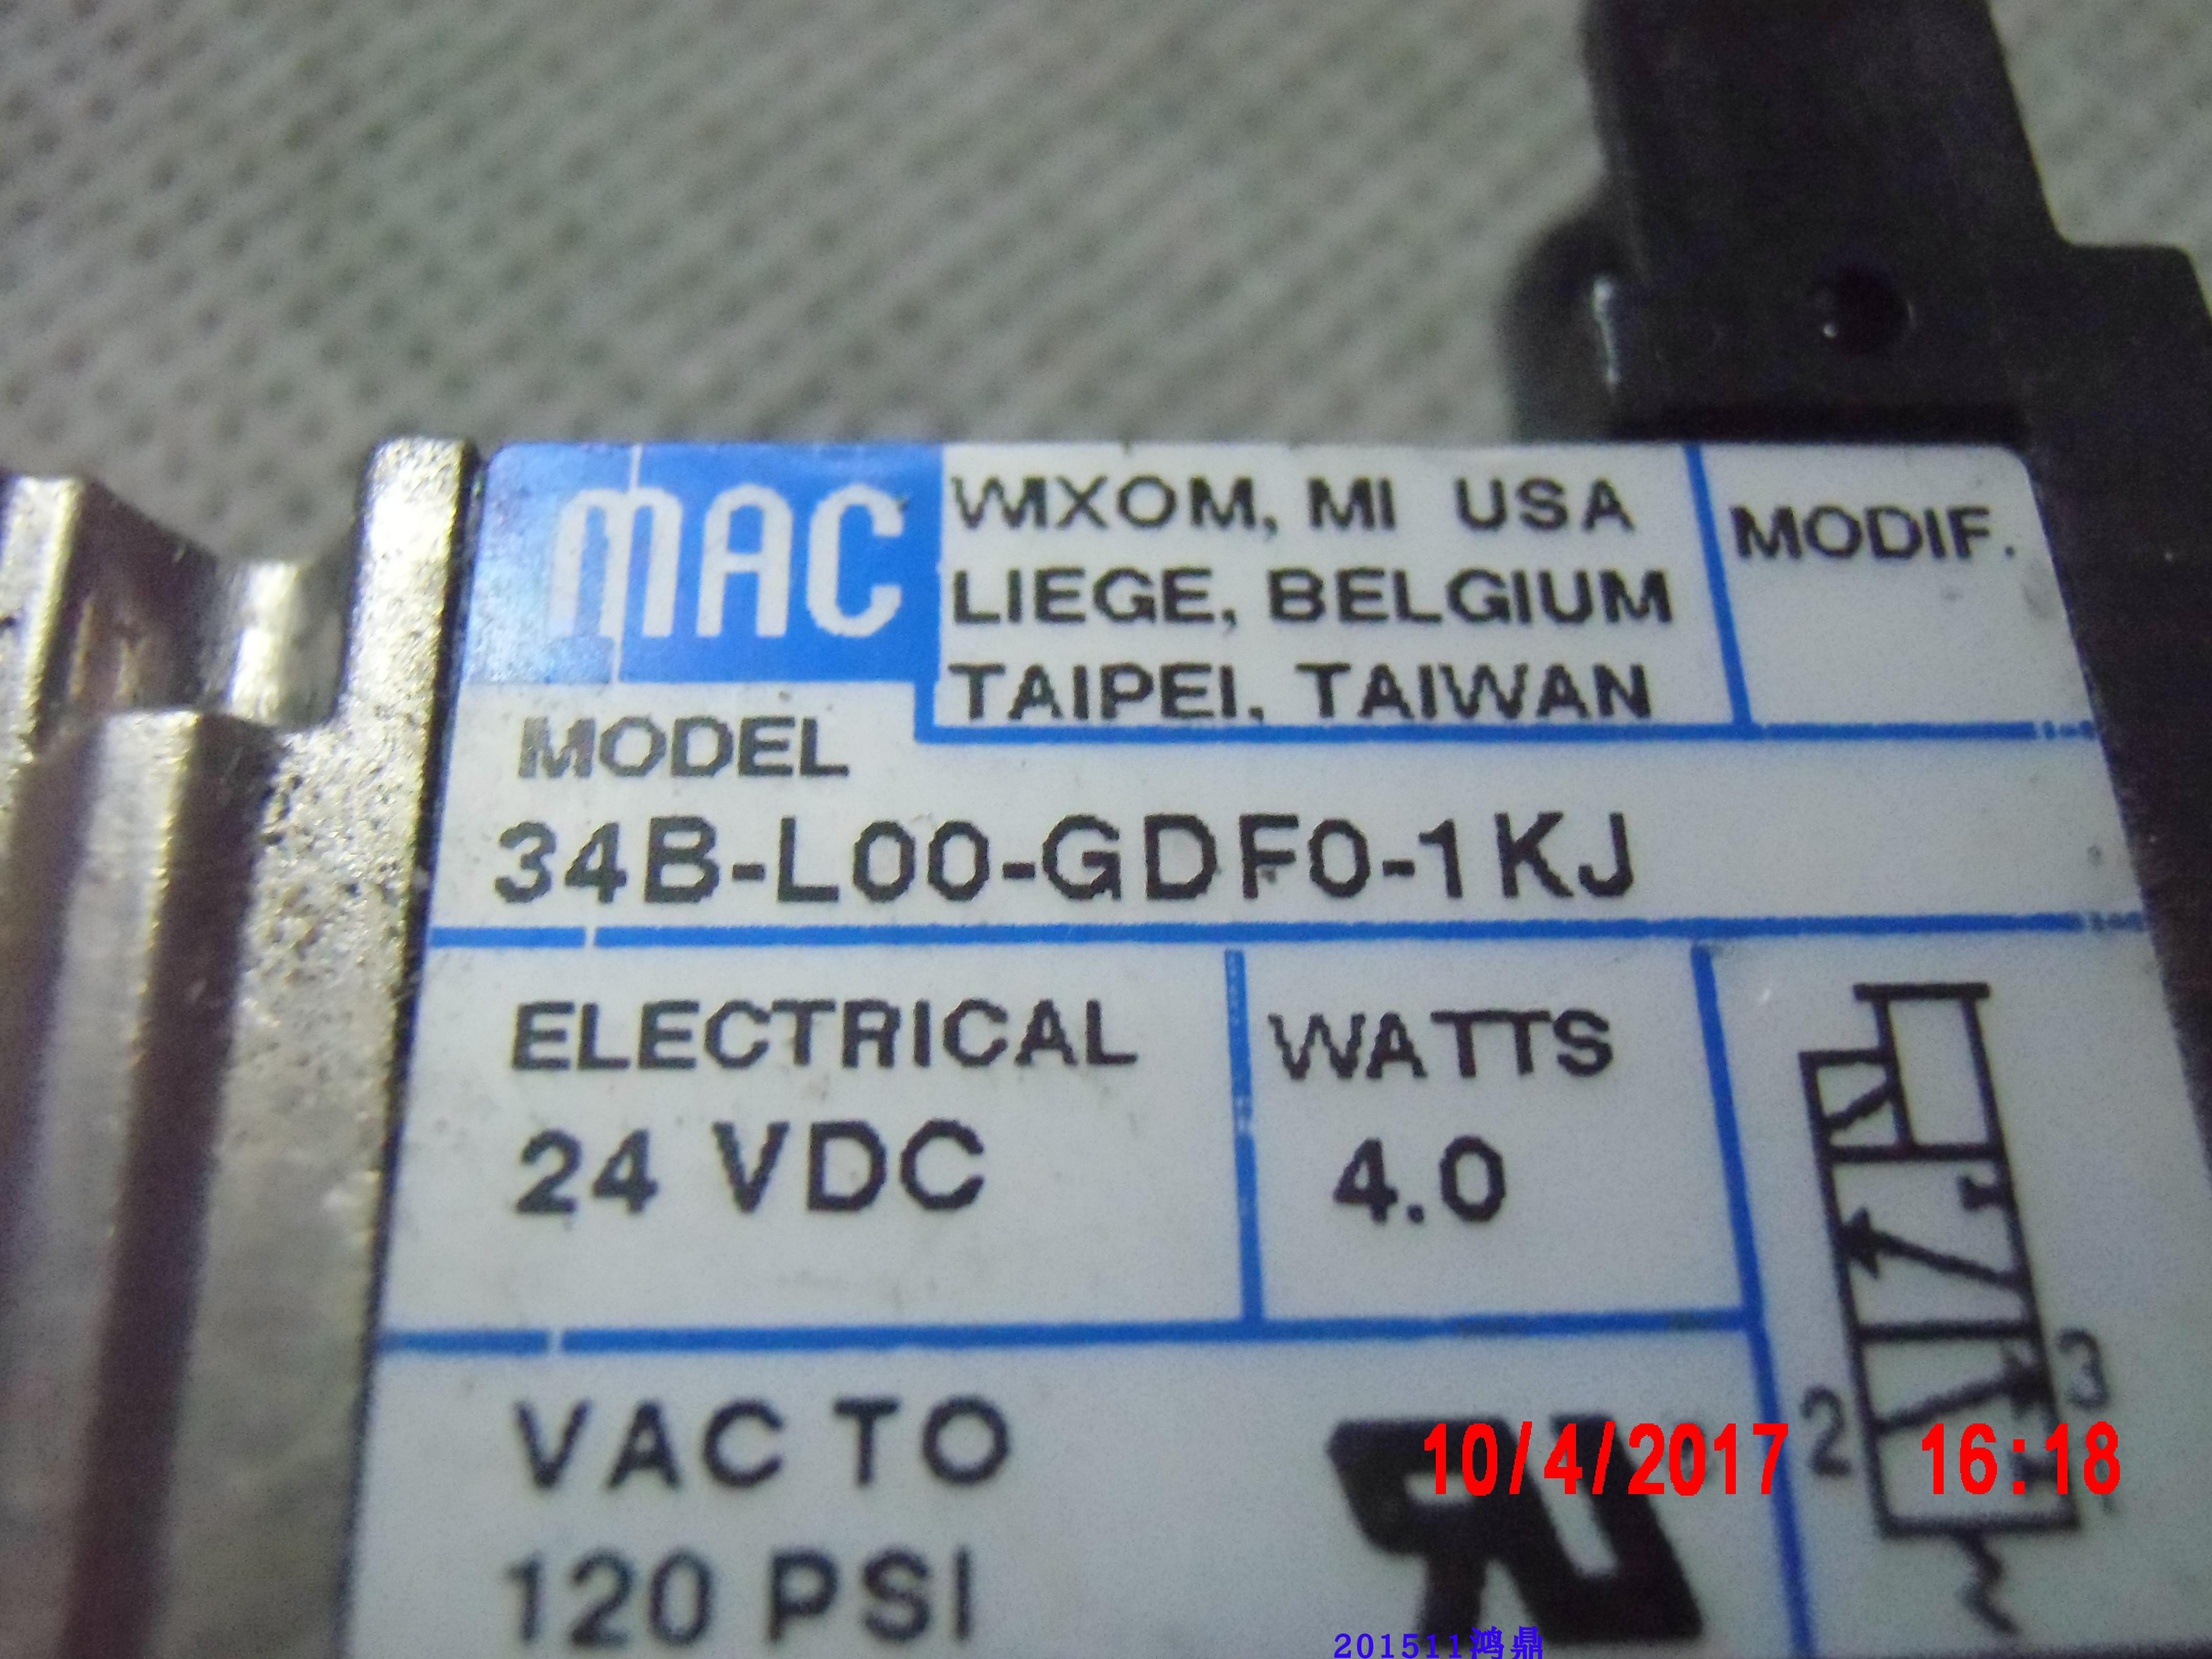 MAC
WIXOM, MI USA
LIEGE, BELGIUM
TAIPEI, TAIWAN
MODIF.
MODEL
34B-L00-GDF0-1KJ
ELECTRICAL
24 VDC
WATTS
4.0
VAC TO
120 PSI
2
3
10/4/2017 16:18
201511鸿鼎